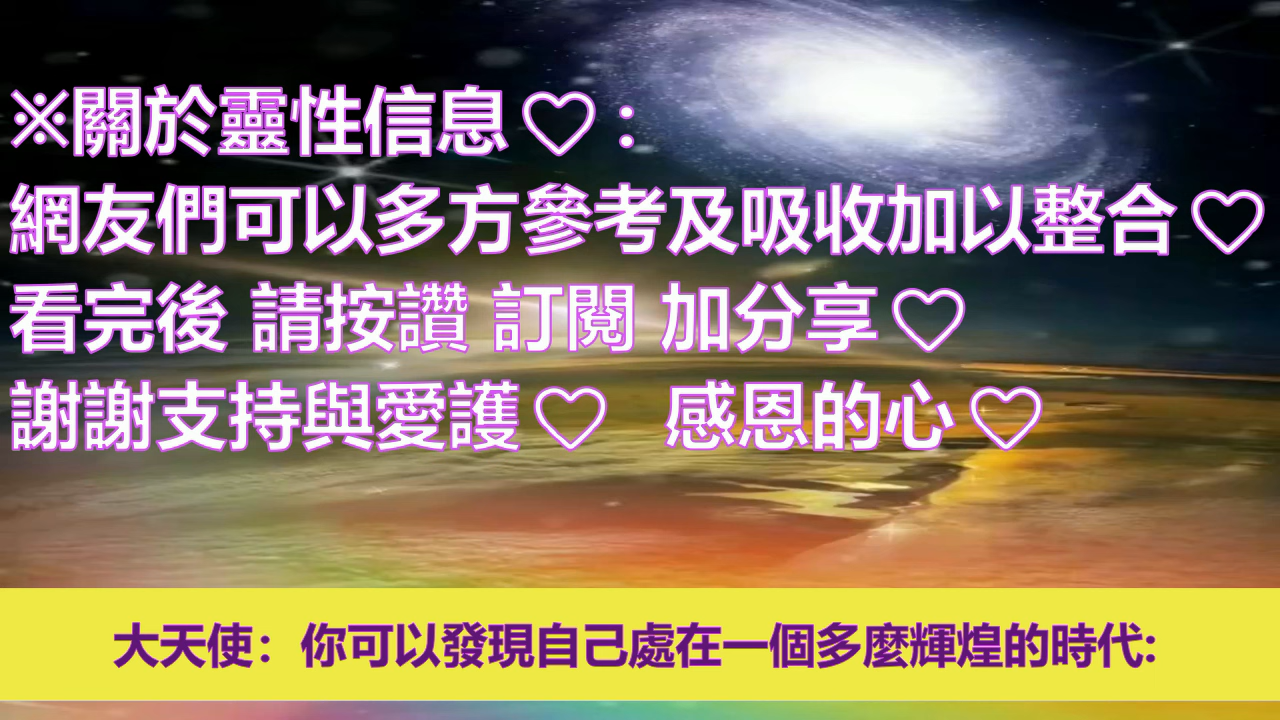 ※關於靈性信息♡:
網友們可以多方參考及吸收加以整合♡
看完後 請按讚 訂閱 加分享♡
謝謝支持與愛護♡ 感恩的心♡
大天使：你可以發現自己處在一個多麼輝煌的時代: